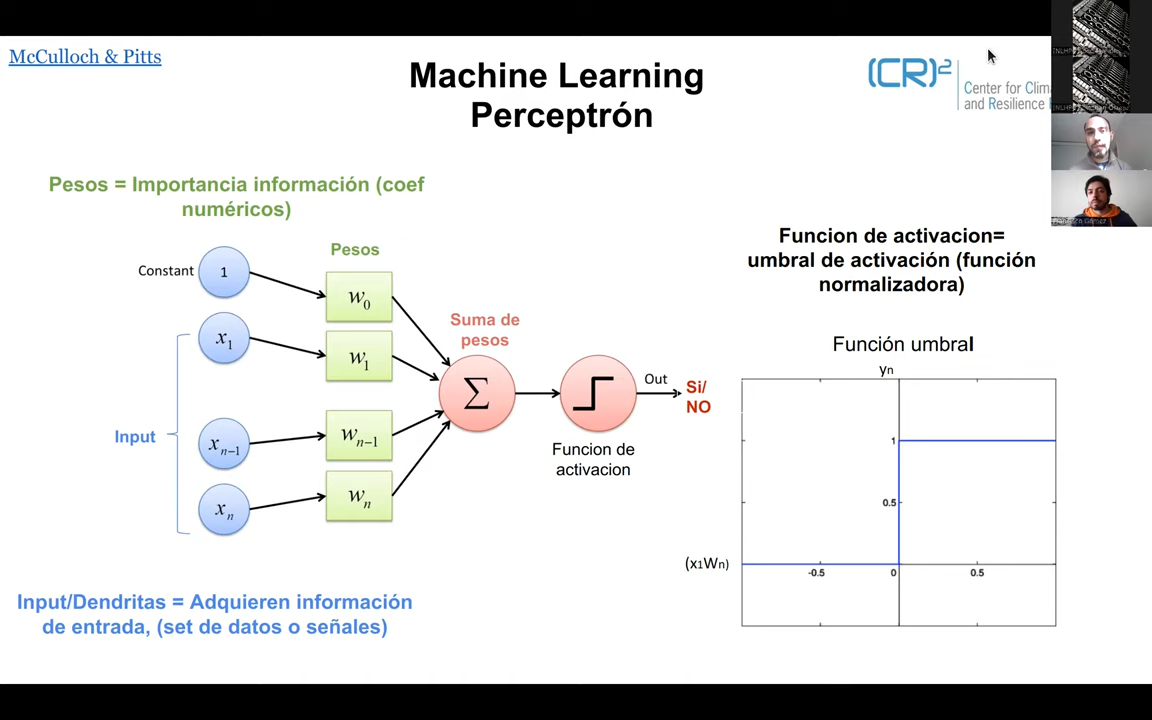 McCulloch & Pitts
Machine Learning
Perceptrón
(CR)2
Center for Clim
and Resilience
Pesos = Importancia información (coef
numéricos)
Pesos
Constant
1
w0
x1
w1
Input
xn-1
wn-1
xn
wn
Suma de
pesos
Σ
Funcion de
activacion
Out
Si/
NO
Funcion de activacion=
umbral de activación (función
normalizadora)
Función umbral
yn
1
0.5
(x1Wn)
-0.5
0
0.5
Input/Dendritas = Adquieren información
de entrada, (set de datos o señales)